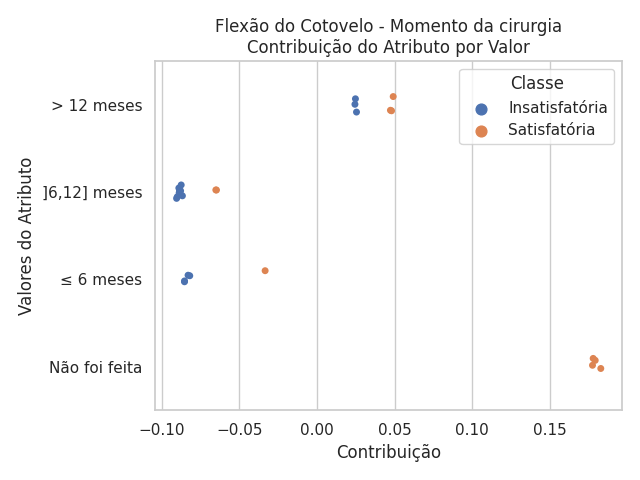 Flexão do Cotovelo - Momento da cirurgia
Contribuição do Atributo por Valor
Classe
Insatisfatória
Satisfatória
Valores do Atributo
> 12 meses
]6,12] meses
≤ 6 meses
Não foi feita
−0.10 −0.05 0.00 0.05 0.10 0.15
Contribuição